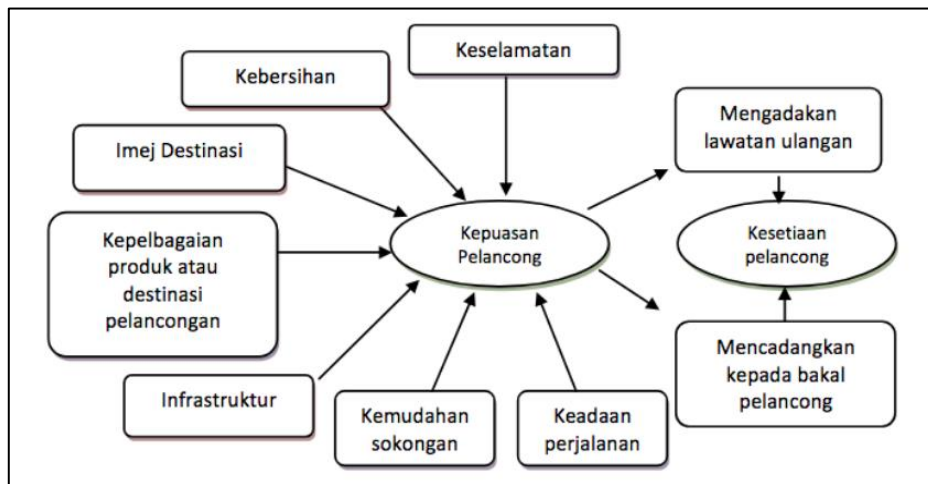 Keselamatan
Kebersihan
Imej Destinasi
Kepelbagaian
produk atau
destinasi
pelancongan
Infrastruktur
Kemudahan
sokongan
Keadaan
perjalanan
Kepuasan
Pelancong
Mengadakan
lawatan ulangan
Kesetiaan
pelancong
Mencadangkan
kepada bakal
pelancong